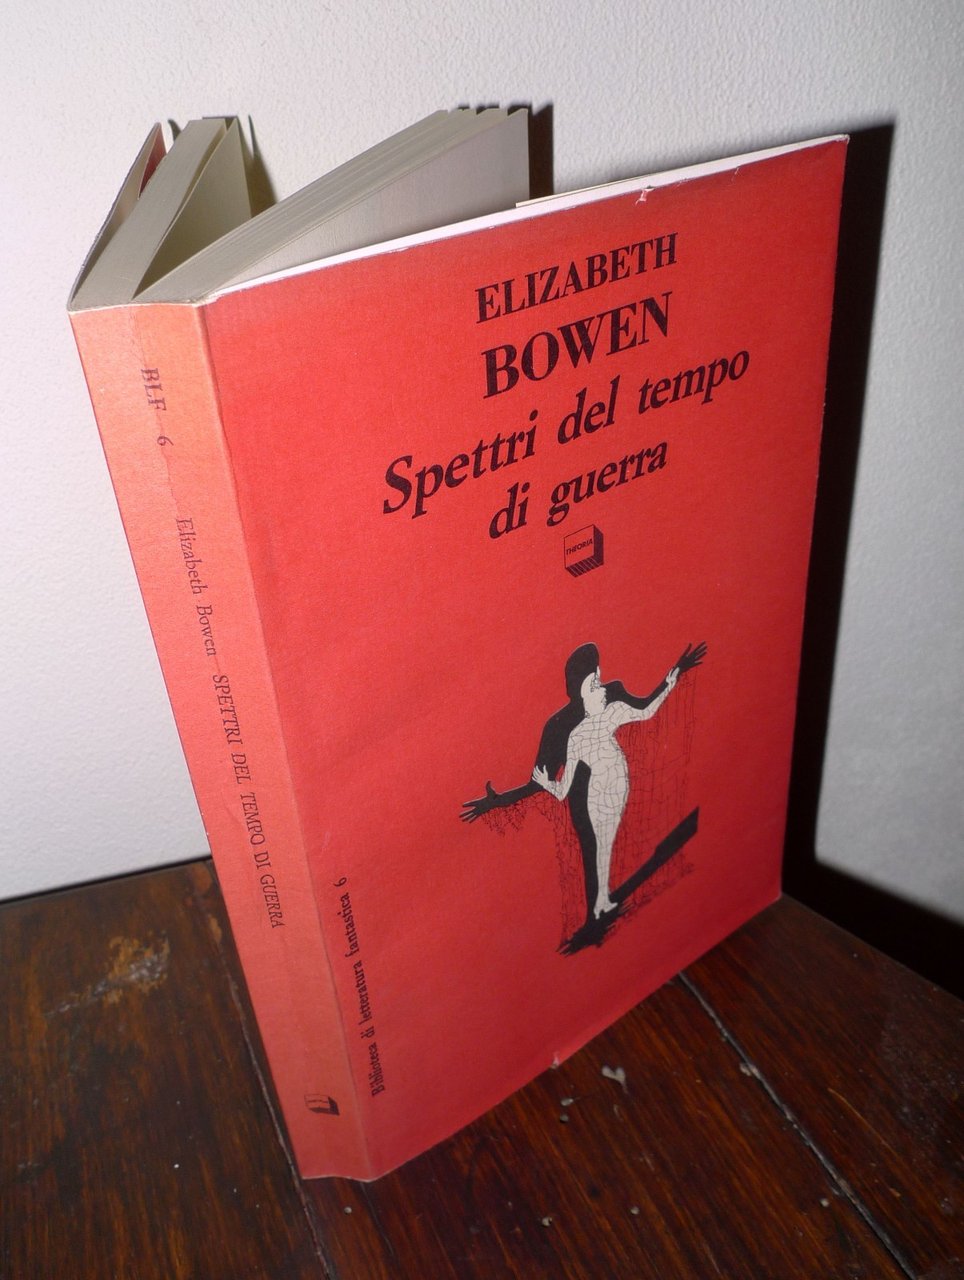 ELIZABETH
BOWEN
Spettri del tempo
di guerra
THEORIA
Biblioteca di letteratura fantastica 6
BLF 6 Elizabeth Bowen SPETTRI DEL TEMPO DI GUERRA